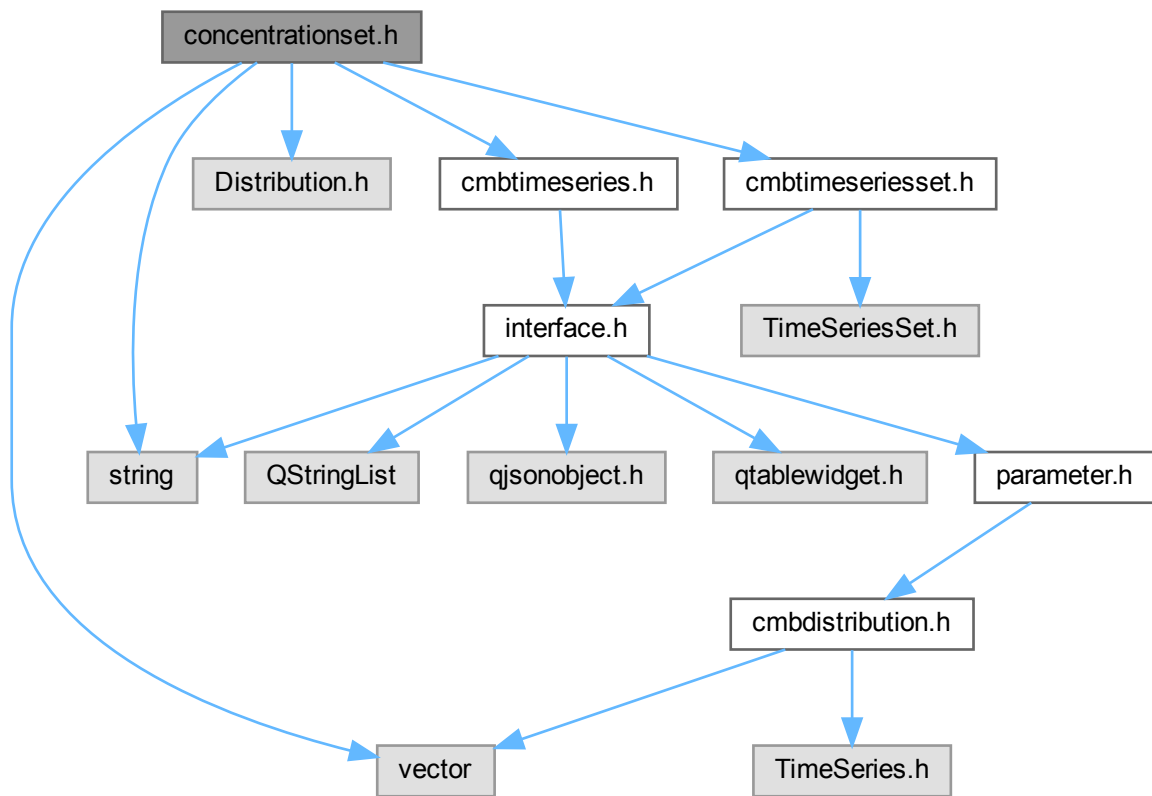 concentrationset.h
Distribution.h
cmbtimeseries.h
cmbtimeseriesset.h
interface.h
TimeSeriesSet.h
string
QStringList
qjsonobject.h
qtablewidget.h
parameter.h
cmbdistribution.h
vector
TimeSeries.h